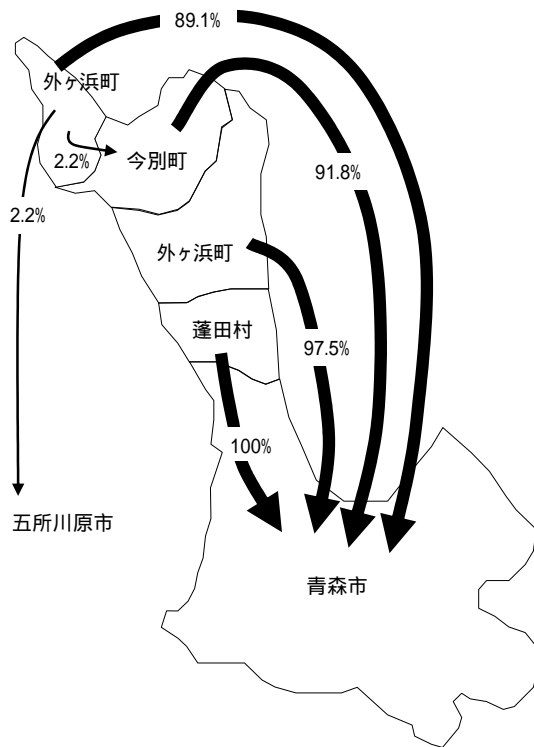 89.1%
外ヶ浜町
2.2%
今別町
91.8%
2.2%
外ヶ浜町
蓬田村
97.5%
100%
五所川原市
青森市